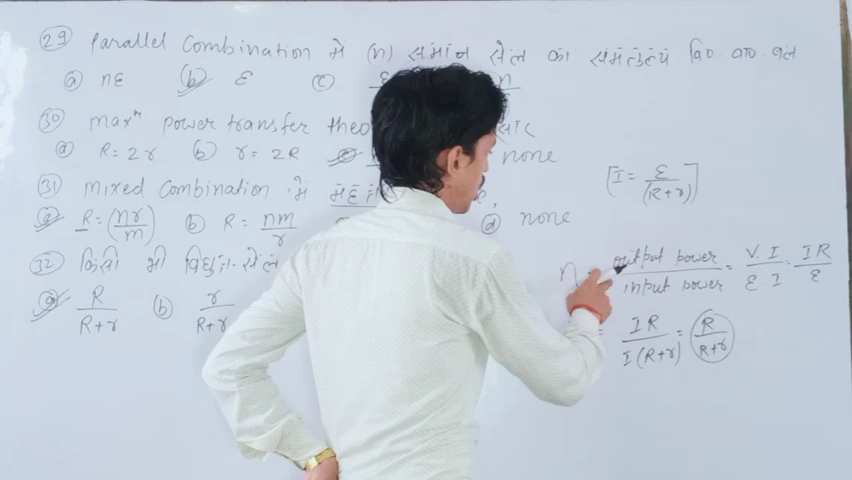 29 Parallel Combination में (n) समान सेल का समतुल्य वि० वा० बल
(a) nE (b) E (c) E n
30 maxm power transfer theo सार
(a) R = 2r (b) r = 2R (c) none
31 mixed combination में
(a) R = (nr/m) (b) R = nm/r (d) none
32 किसी भी विद्युत-सेल
(a) R/R+r (b) r/R+r
[I = E/(R+r)]
η output power/input power = V.I/E.I = IR/E
= IR/I(R+r) = R/R+r